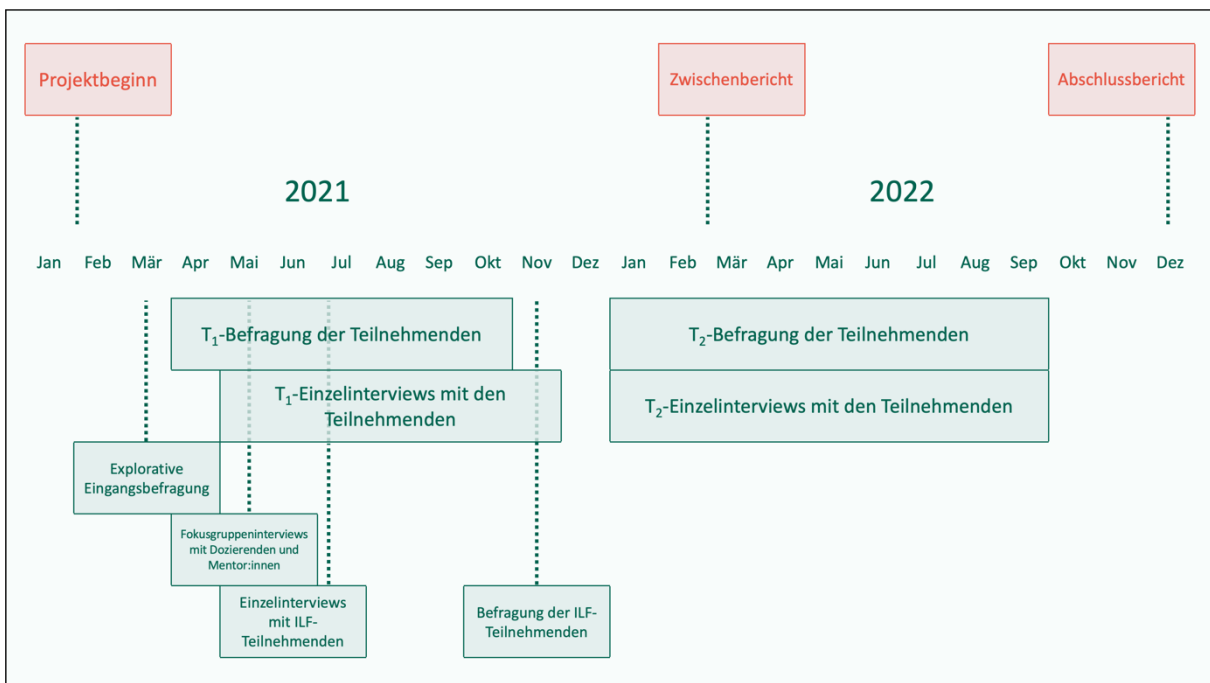 Projektbeginn
Zwischenbericht
Abschlussbericht
2021
2022
Jan Feb Mär Apr Mai Jun Jul Aug Sep Okt Nov Dez Jan Feb Mär Apr Mai Jun Jul Aug Sep Okt Nov Dez
T₁-Befragung der Teilnehmenden
T₂-Befragung der Teilnehmenden
T₁-Einzelinterviews mit den
Teilnehmenden
T₂-Einzelinterviews mit den Teilnehmenden
Explorative
Eingangsbefragung
Fokusgruppeninterviews
mit Dozierenden und
Mentor:innen
Einzelinterviews
mit ILF-
Teilnehmenden
Befragung der ILF-
Teilnehmenden